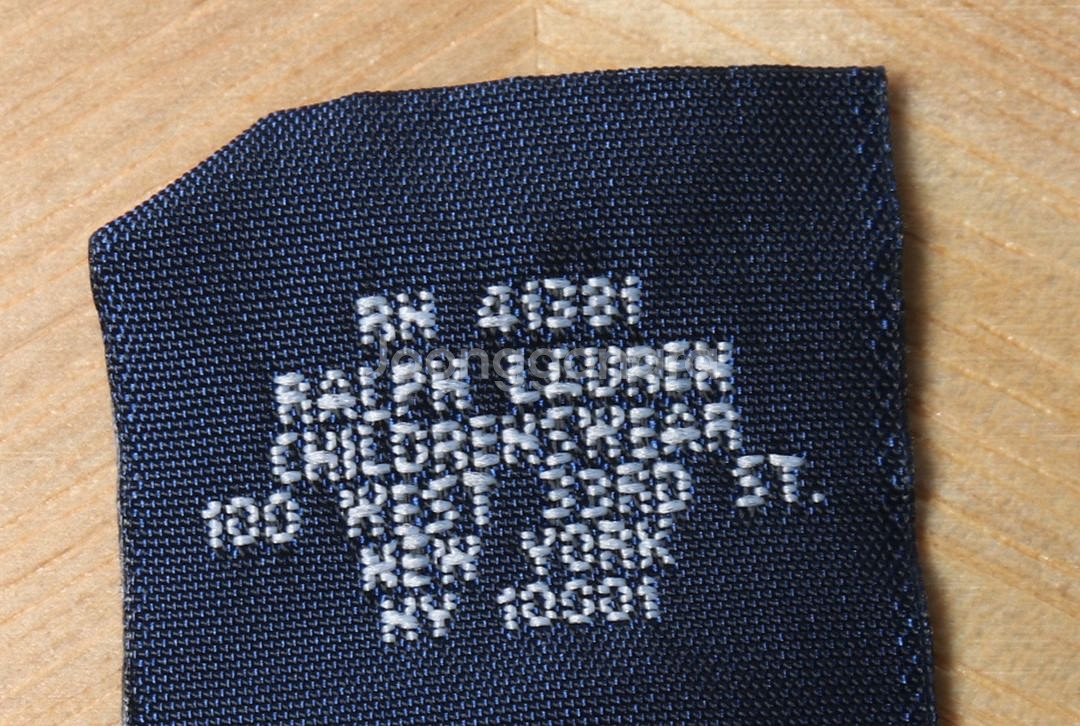 RN 41381
RALPH LAUREN
CHILDRENSWEAR
100 WEST 33RD ST.
NEW YORK
NY 10001